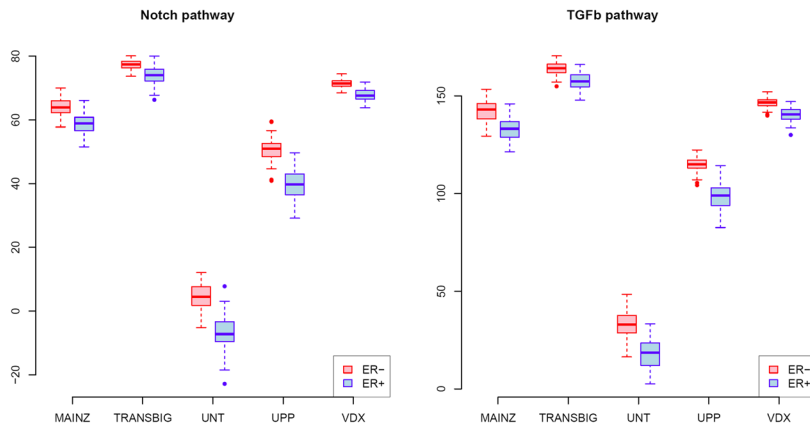 Notch pathway
80
60
40
20
0
−20
MAINZ TRANSBIG UNT UPP VDX
ER−
ER+
TGFb pathway
150
100
50
0
MAINZ TRANSBIG UNT UPP VDX
ER−
ER+